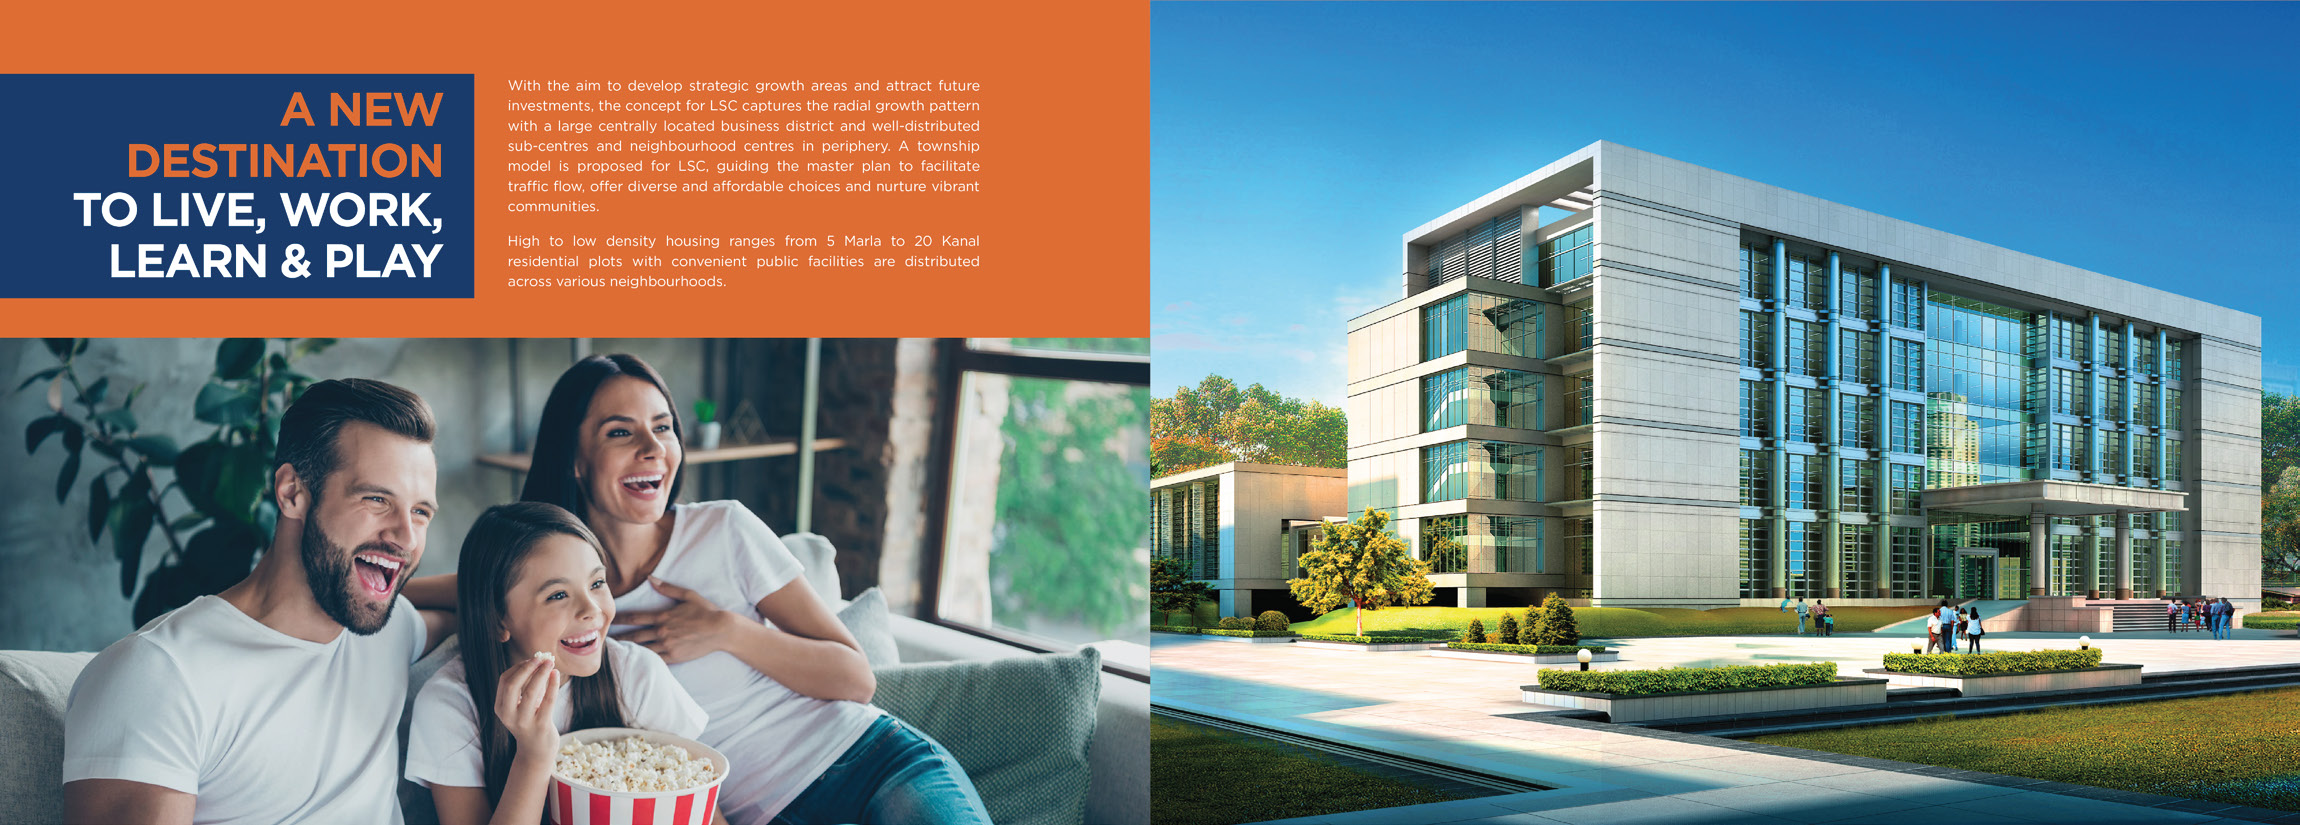 A NEW
DESTINATION
TO LIVE, WORK,
LEARN & PLAY
With the aim to develop strategic growth areas and attract future
investments, the concept for LSC captures the radial growth pattern
with a large centrally located business district and well-distributed
sub-centres and neighbourhood centres in periphery. A township
model is proposed for LSC, guiding the master plan to facilitate
traffic flow, offer diverse and affordable choices and nurture vibrant
communities.
High to low density housing ranges from 5 Marla to 20 Kanal
residential plots with convenient public facilities are distributed
across various neighbourhoods.